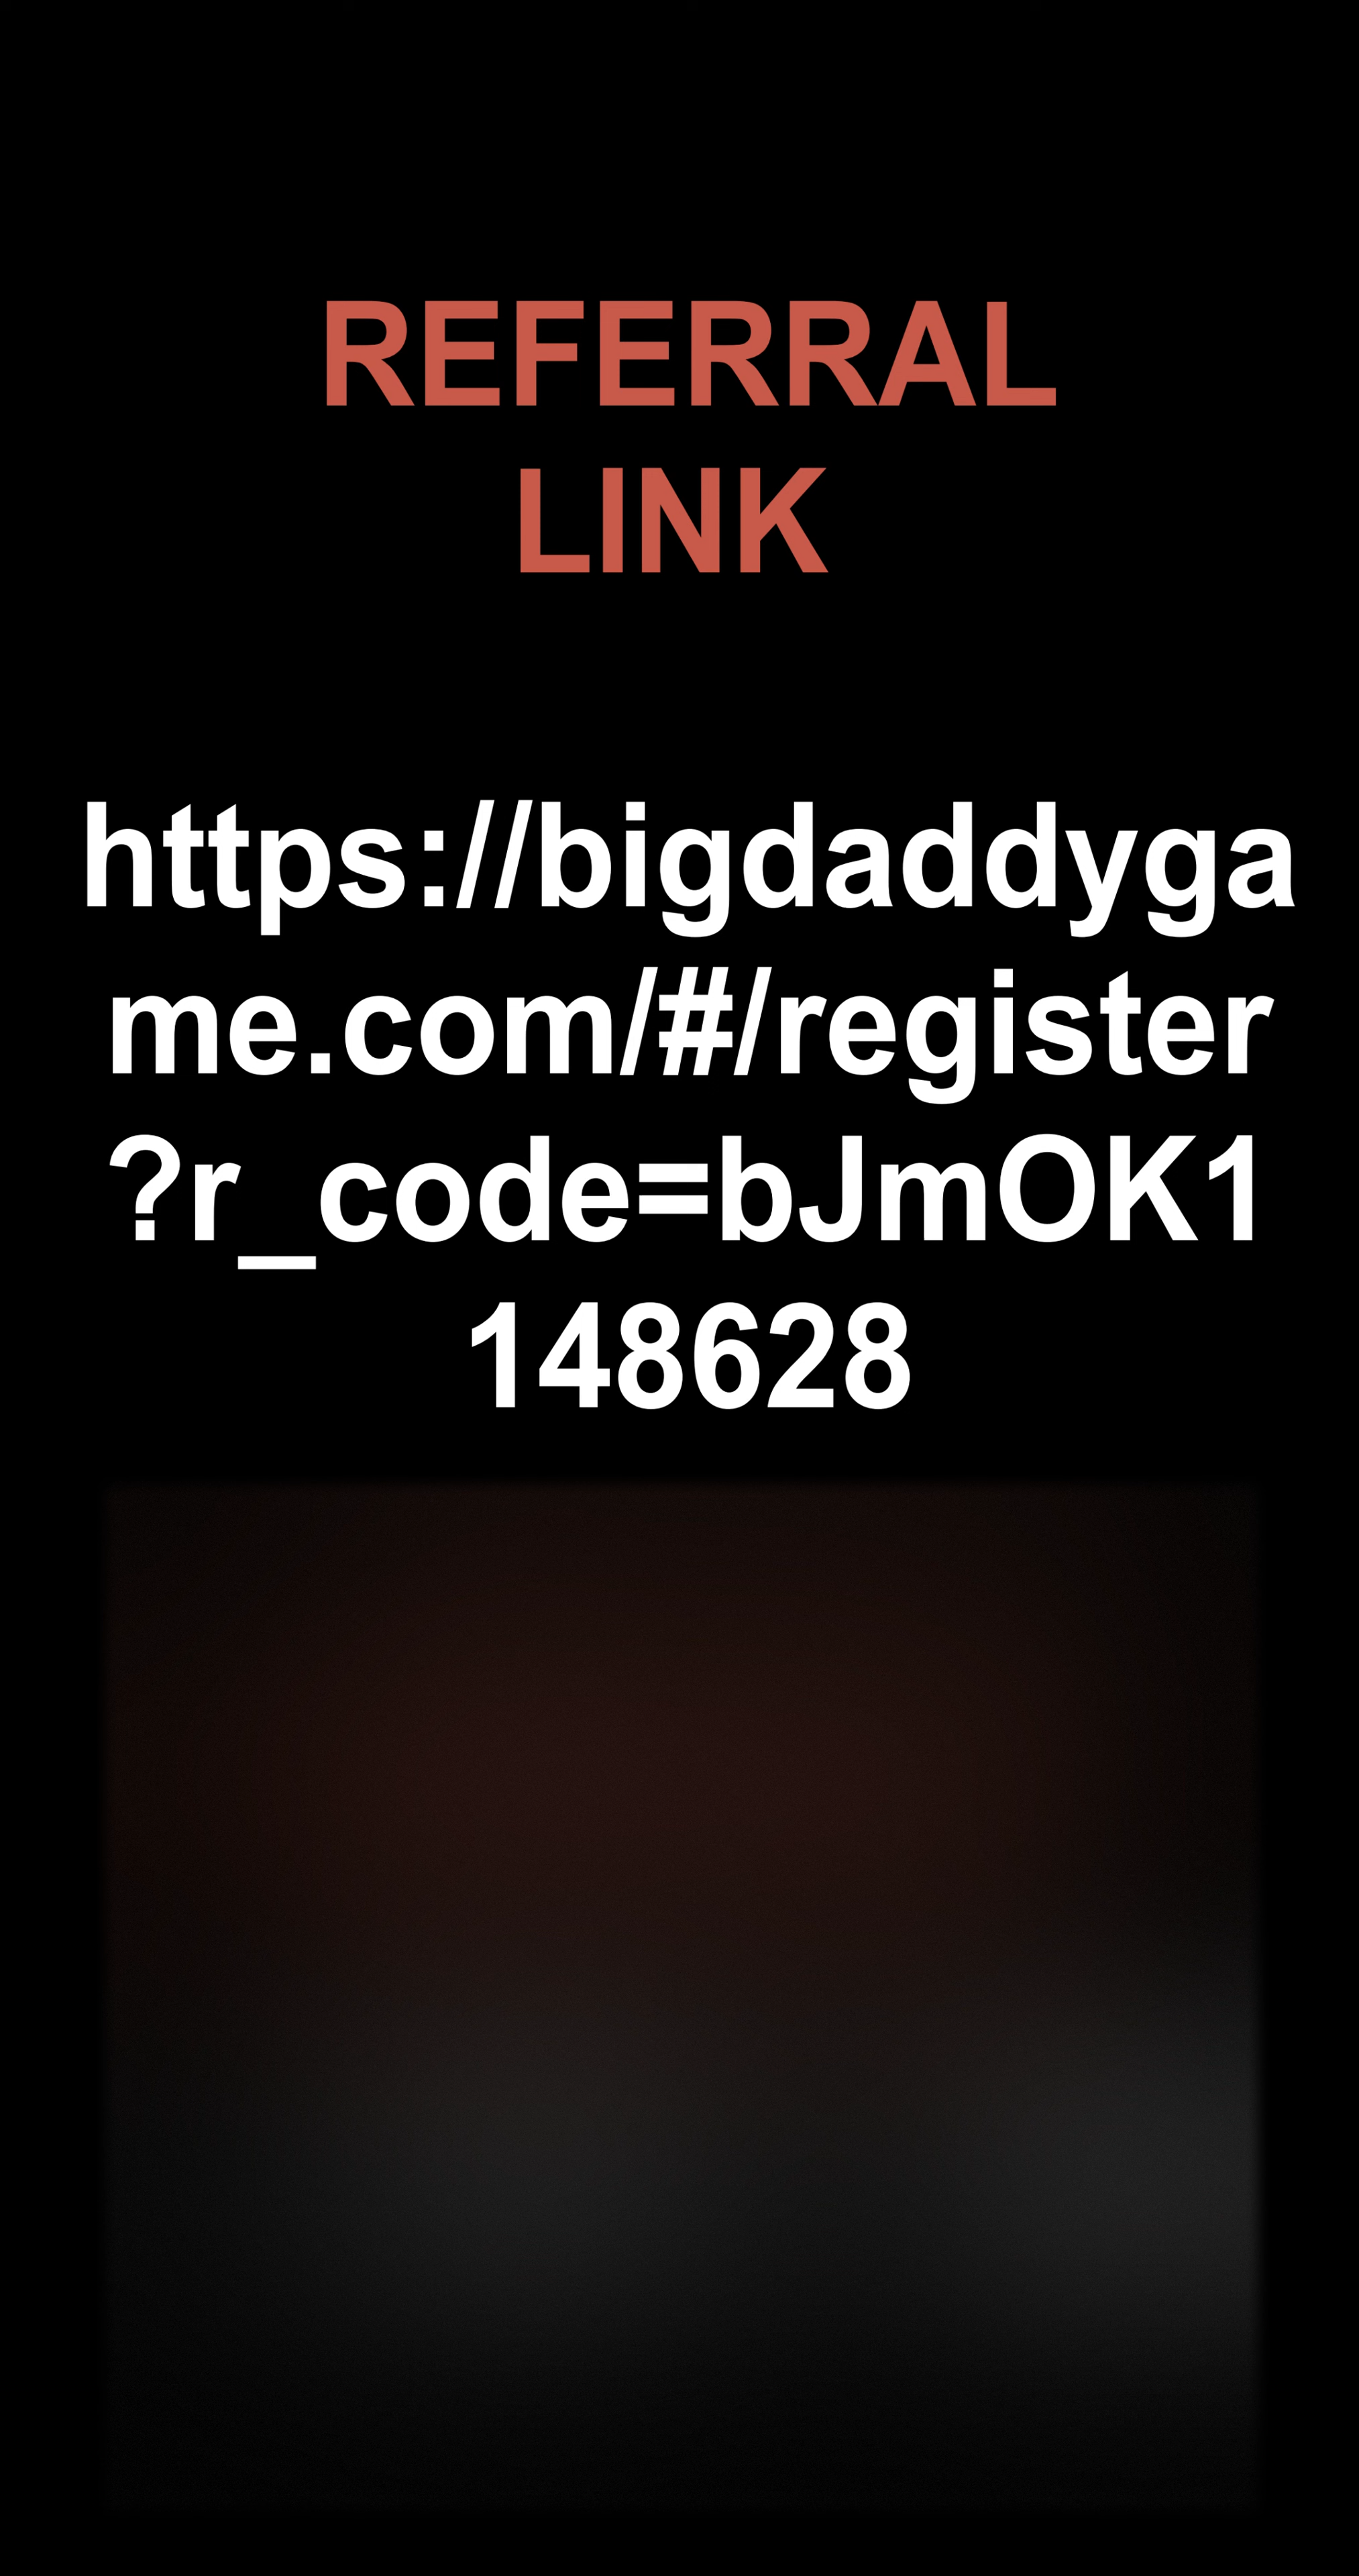 REFERRAL
LINK
https://bigdaddyga
me.com/#/register
?r_code=bJmOK1
148628